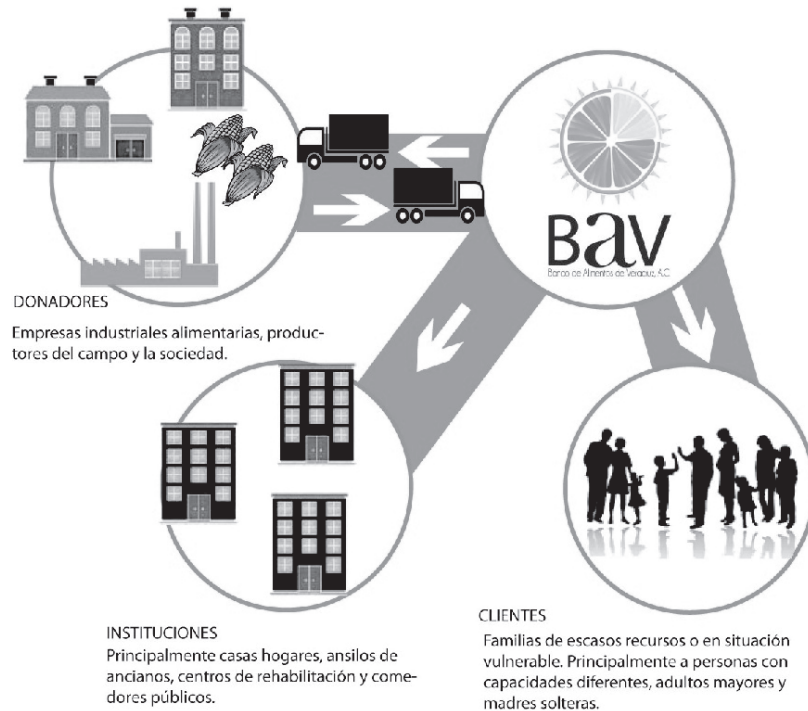 BAV
Banco de Alimentos de Veracruz, A.C.
DONADORES
Empresas industriales alimentarias, produc-
tores del campo y la sociedad.
INSTITUCIONES
Principalmente casas hogares, ansilos de
ancianos, centros de rehabilitación y come-
dores públicos.
CLIENTES
Familias de escasos recursos o en situación
vulnerable. Principalmente a personas con
capacidades diferentes, adultos mayores y
madres solteras.